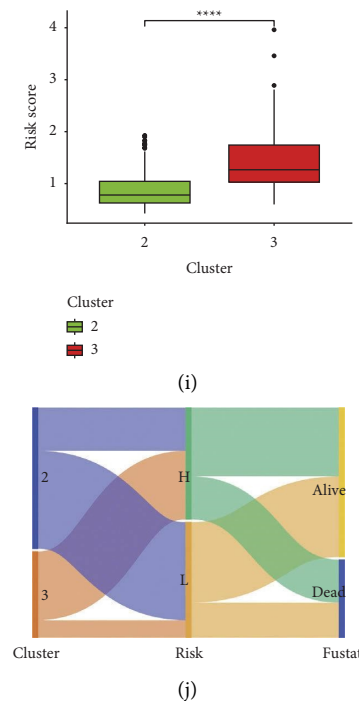 ****
4
3
2
1
Risk score
2
3
Cluster
Cluster
2
3
(i)
2
3
H
L
Alive
Dead
Cluster
Risk
Fustat
(j)